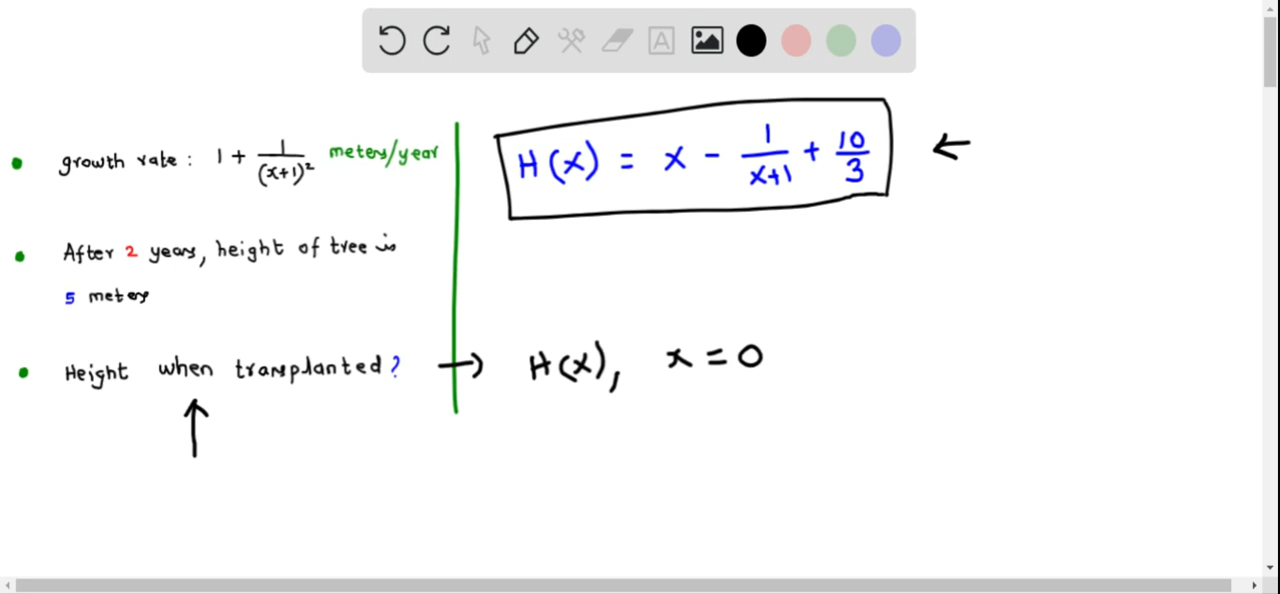 growth rate : 1 + 1/(x+1)² meters/year
H(x) = x - 1/(x+1) + 10/3
After 2 years, height of tree is
5 meters
Height when transplanted? → H(x), x = 0